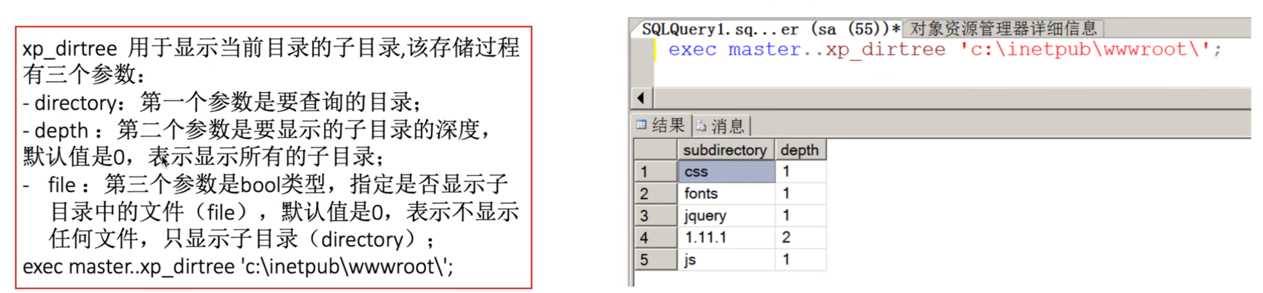 xp_dirtree 用于显示当前目录的子目录,该存储过程
有三个参数：
- directory：第一个参数是要查询的目录；
- depth ：第二个参数是要显示的子目录的深度，
默认值是0，表示显示所有的子目录；
- file ：第三个参数是bool类型，指定是否显示子
目录中的文件（file），默认值是0，表示不显示
任何文件，只显示子目录（directory）；
exec master..xp_dirtree 'c:\inetpub\wwwroot\';
SQLQuery1.sq...er (sa (55))* 对象资源管理器详细信息
exec master..xp_dirtree 'c:\inetpub\wwwroot\';
结果 消息
subdirectory depth
1 css 1
2 fonts 1
3 jquery 1
4 1.11.1 2
5 js 1